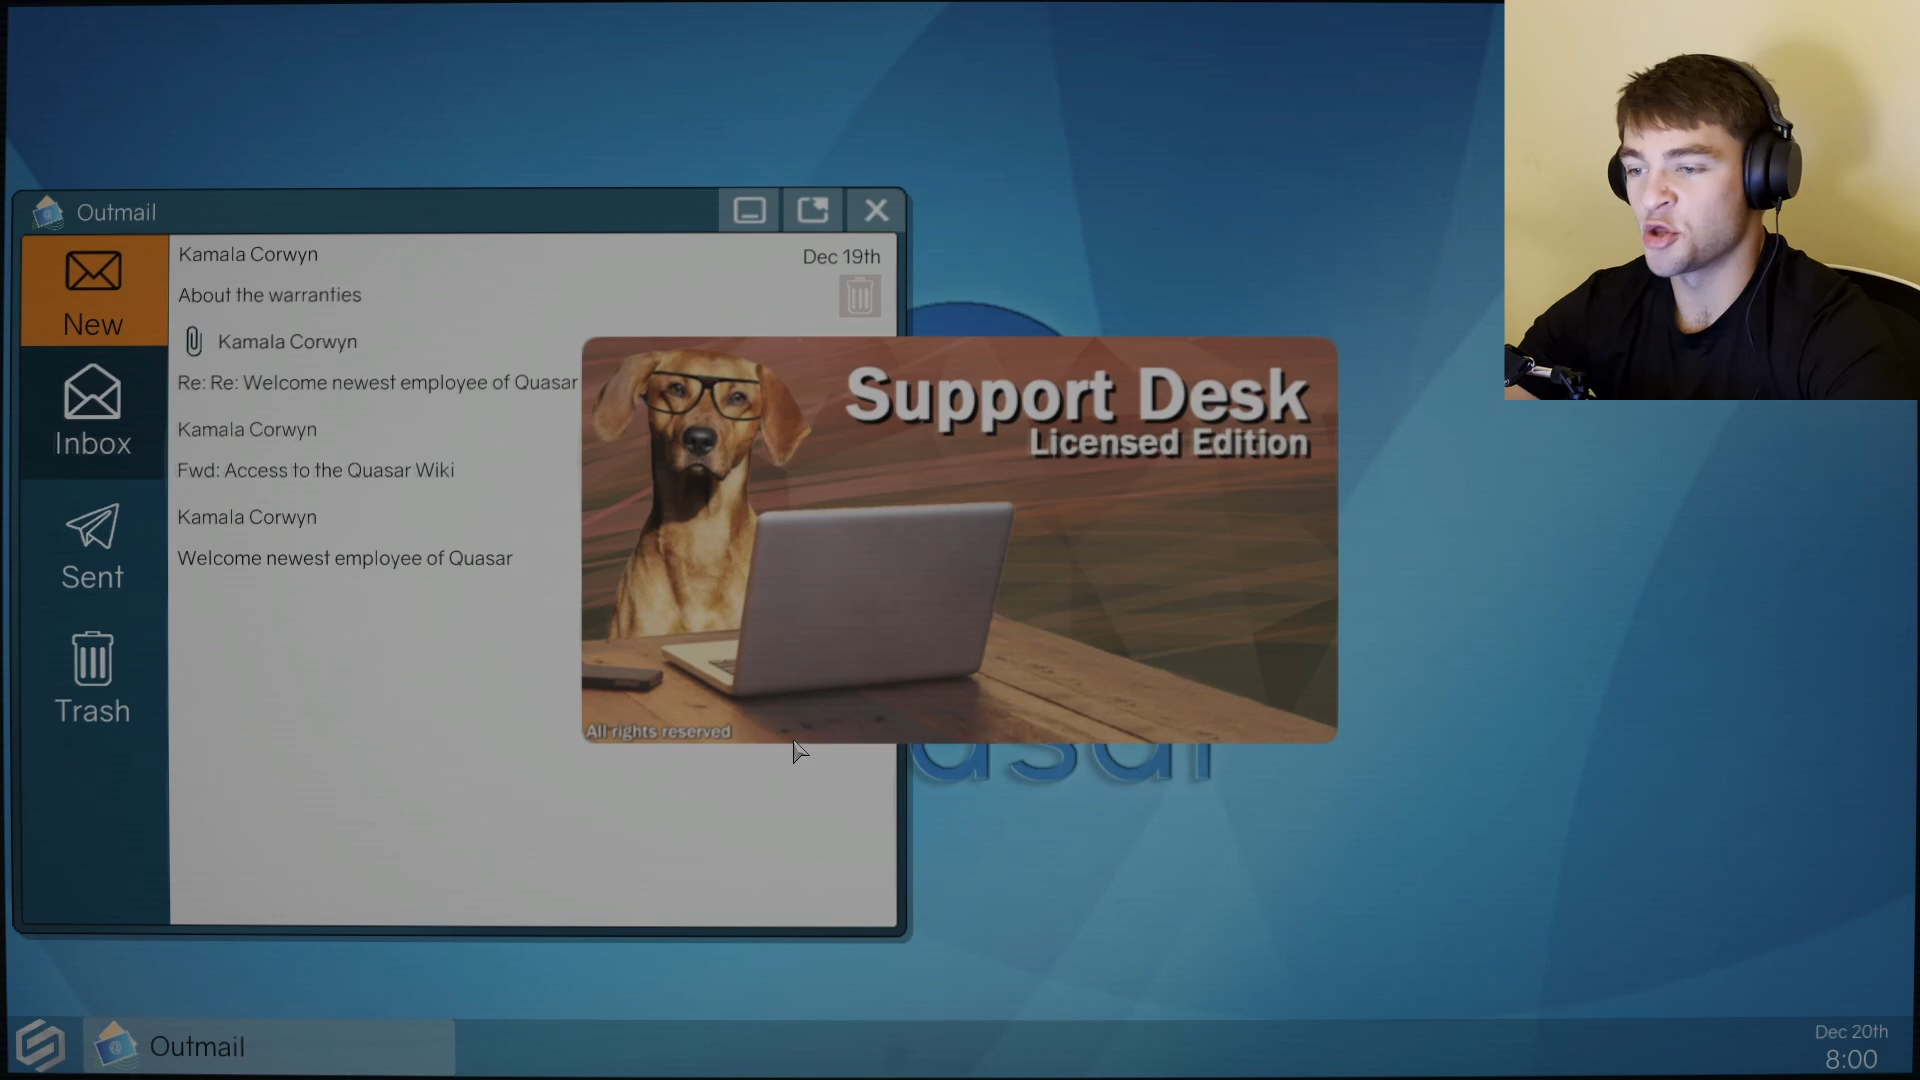 Outmail
New
Inbox
Sent
Trash
Kamala Corwyn
Dec 19th
About the warranties
Kamala Corwyn
Re: Re: Welcome newest employee of Quasar
Kamala Corwyn
Fwd: Access to the Quasar Wiki
Kamala Corwyn
Welcome newest employee of Quasar
Support Desk
Licensed Edition
All rights reserved
Outmail
Dec 20th
8:00